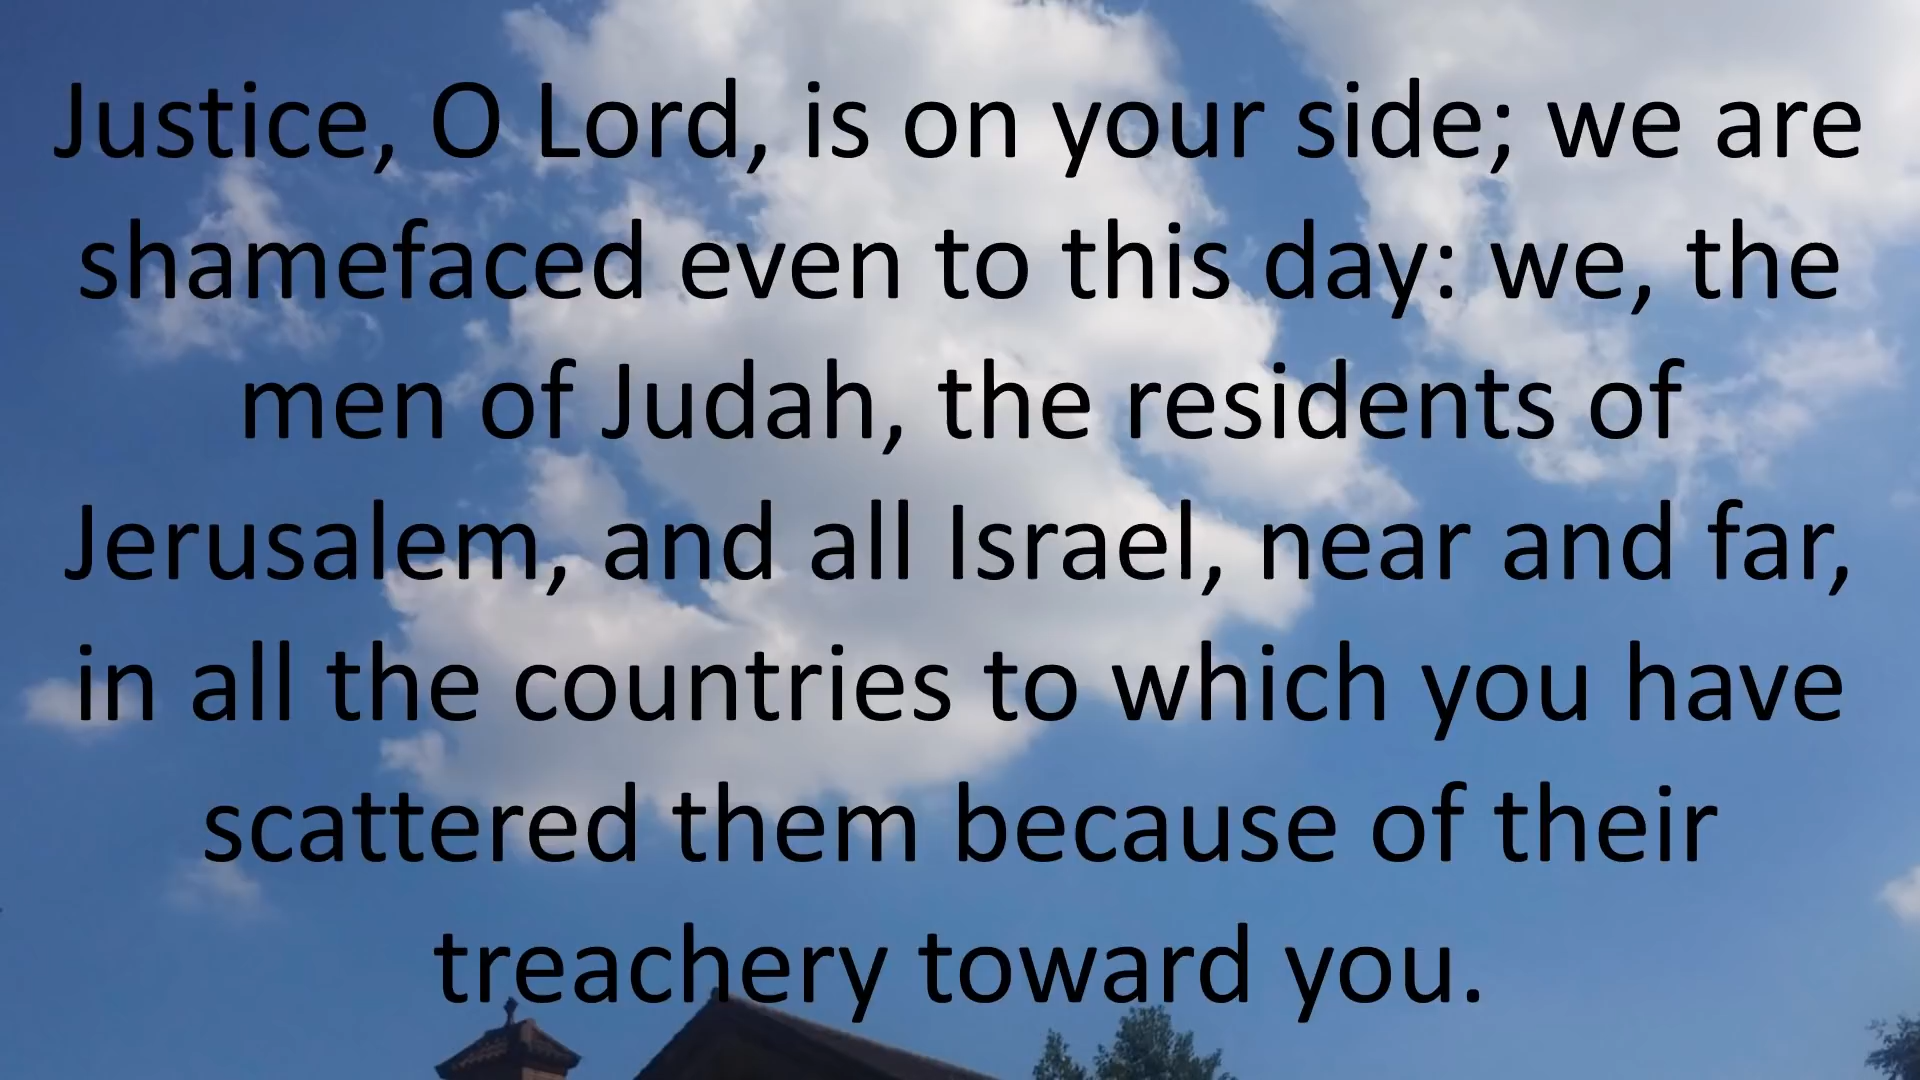 Justice, O Lord, is on your side; we are
shamefaced even to this day: we, the
men of Judah, the residents of
Jerusalem, and all Israel, near and far,
in all the countries to which you have
scattered them because of their
treachery toward you.